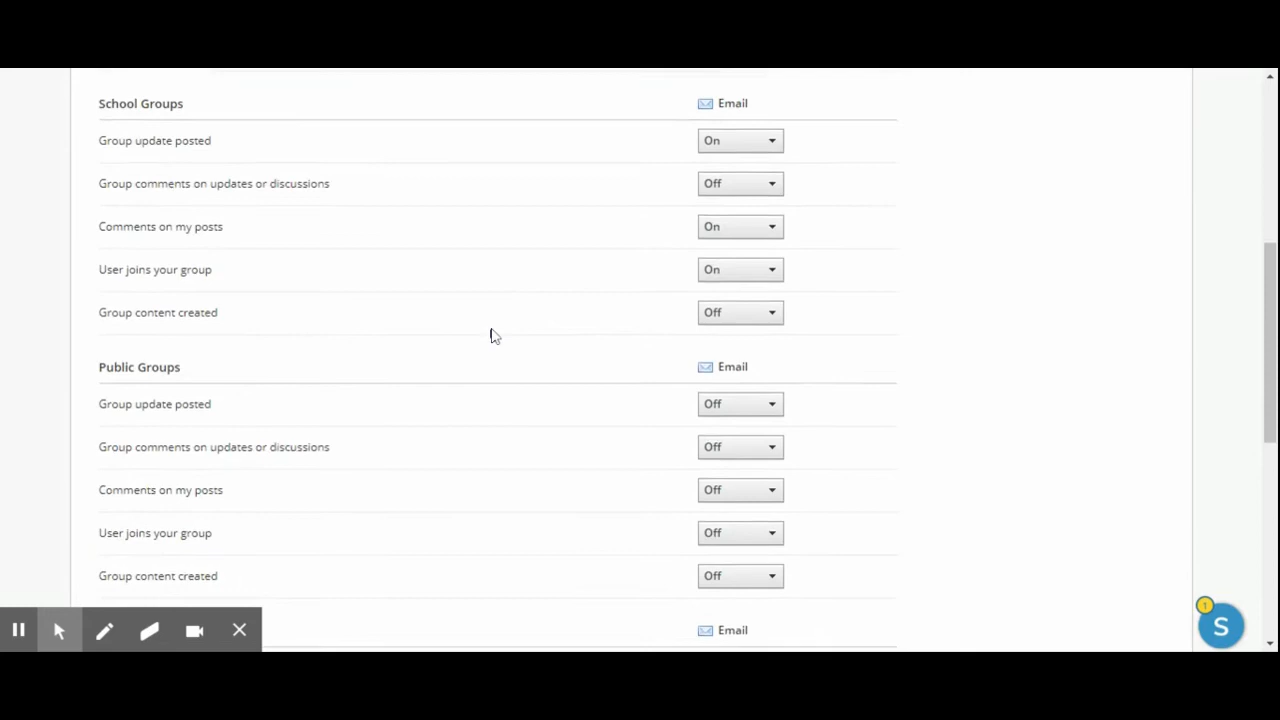 School Groups Email
Group update posted On
Group comments on updates or discussions Off
Comments on my posts On
User joins your group On
Group content created Off
Public Groups Email
Group update posted Off
Group comments on updates or discussions Off
Comments on my posts Off
User joins your group Off
Group content created Off
Email
1
S